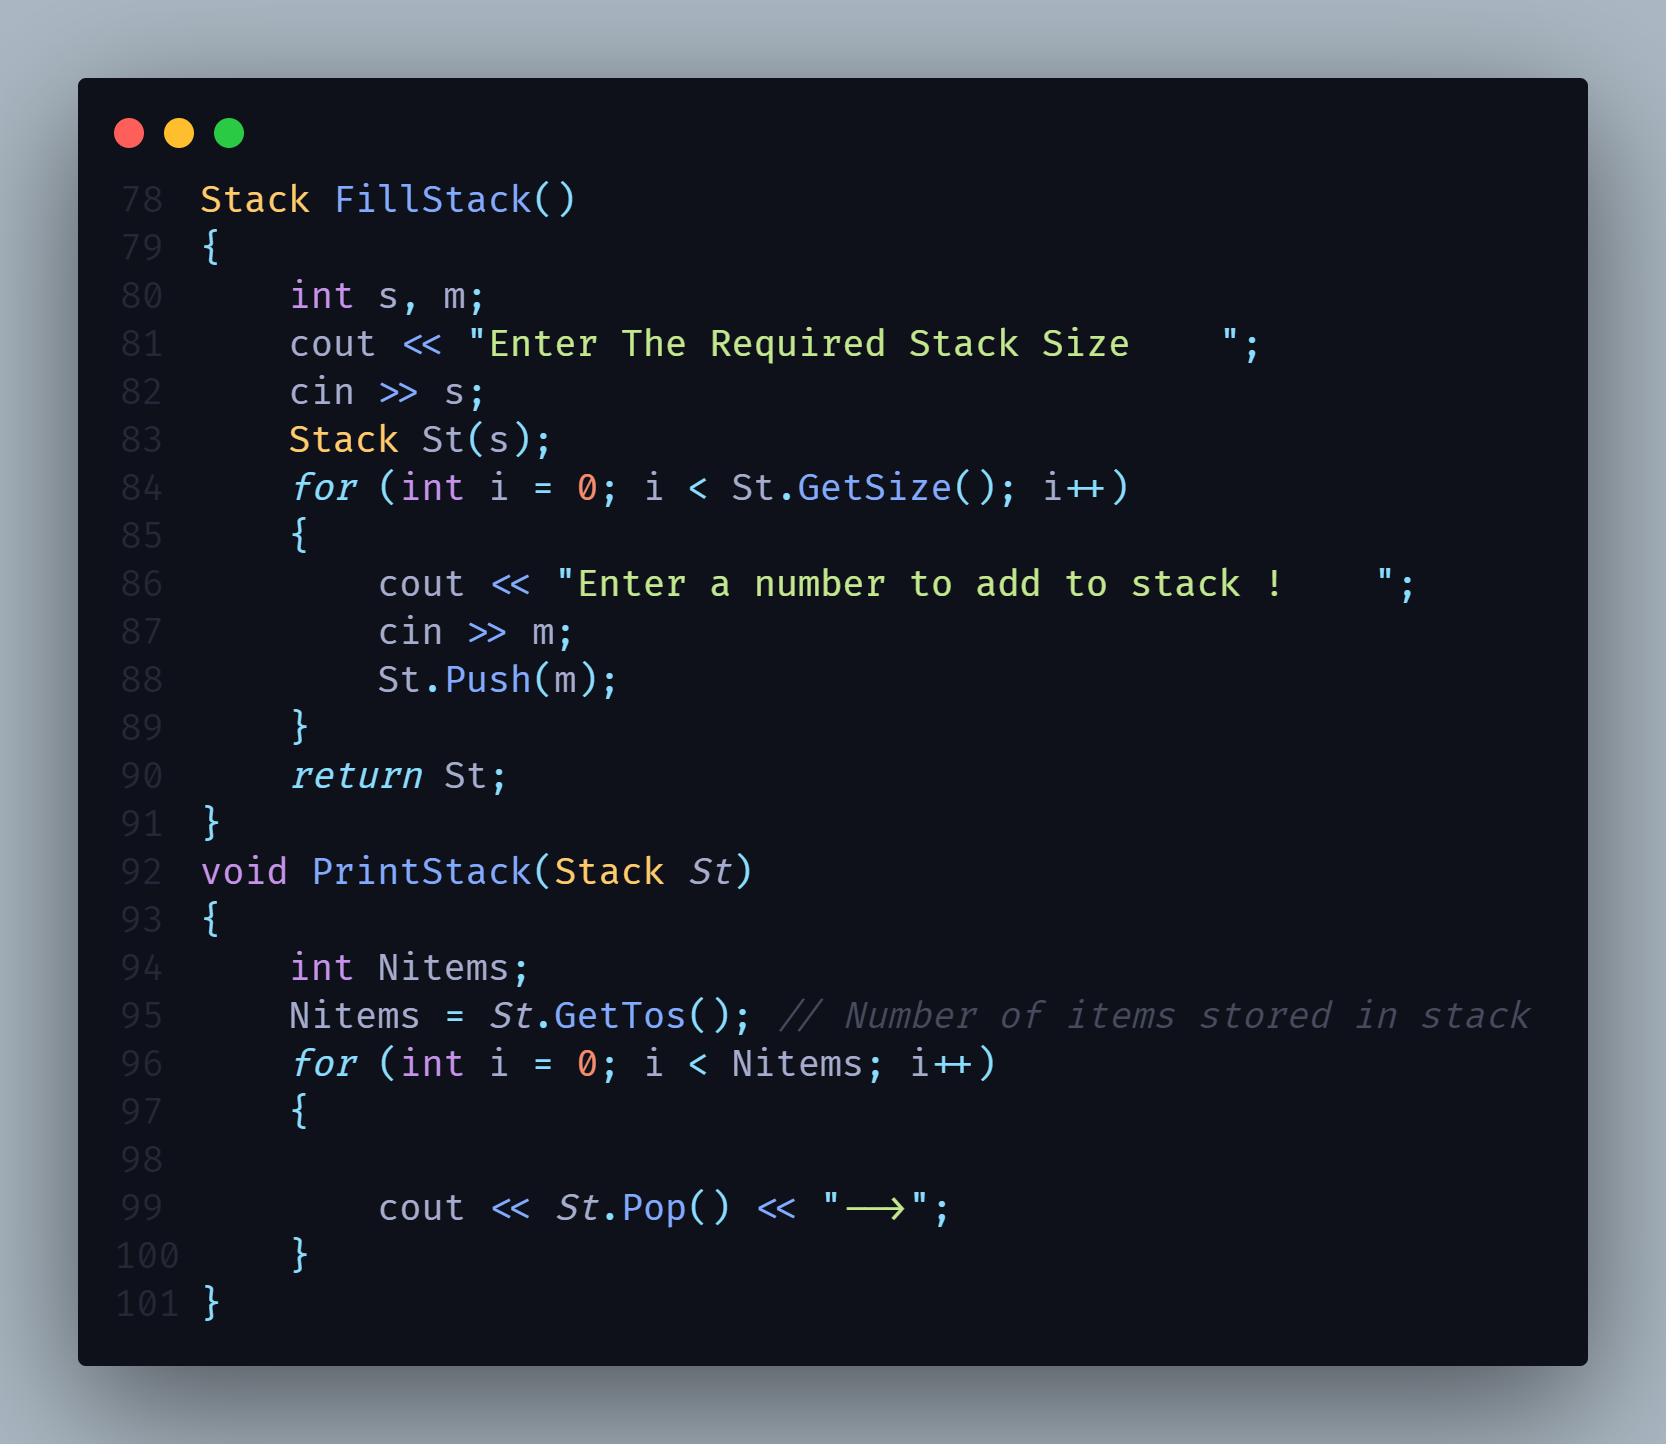 78 Stack FillStack()
79 {
80     int s, m;
81     cout << "Enter The Required Stack Size    ";
82     cin >> s;
83     Stack St(s);
84     for (int i = 0; i < St.GetSize(); i++)
85     {
86         cout << "Enter a number to add to stack !    ";
87         cin >> m;
88         St.Push(m);
89     }
90     return St;
91 }
92 void PrintStack(Stack St)
93 {
94     int Nitems;
95     Nitems = St.GetTos(); // Number of items stored in stack
96     for (int i = 0; i < Nitems; i++)
97     {
98
99         cout << St.Pop() << "-->";
100     }
101 }